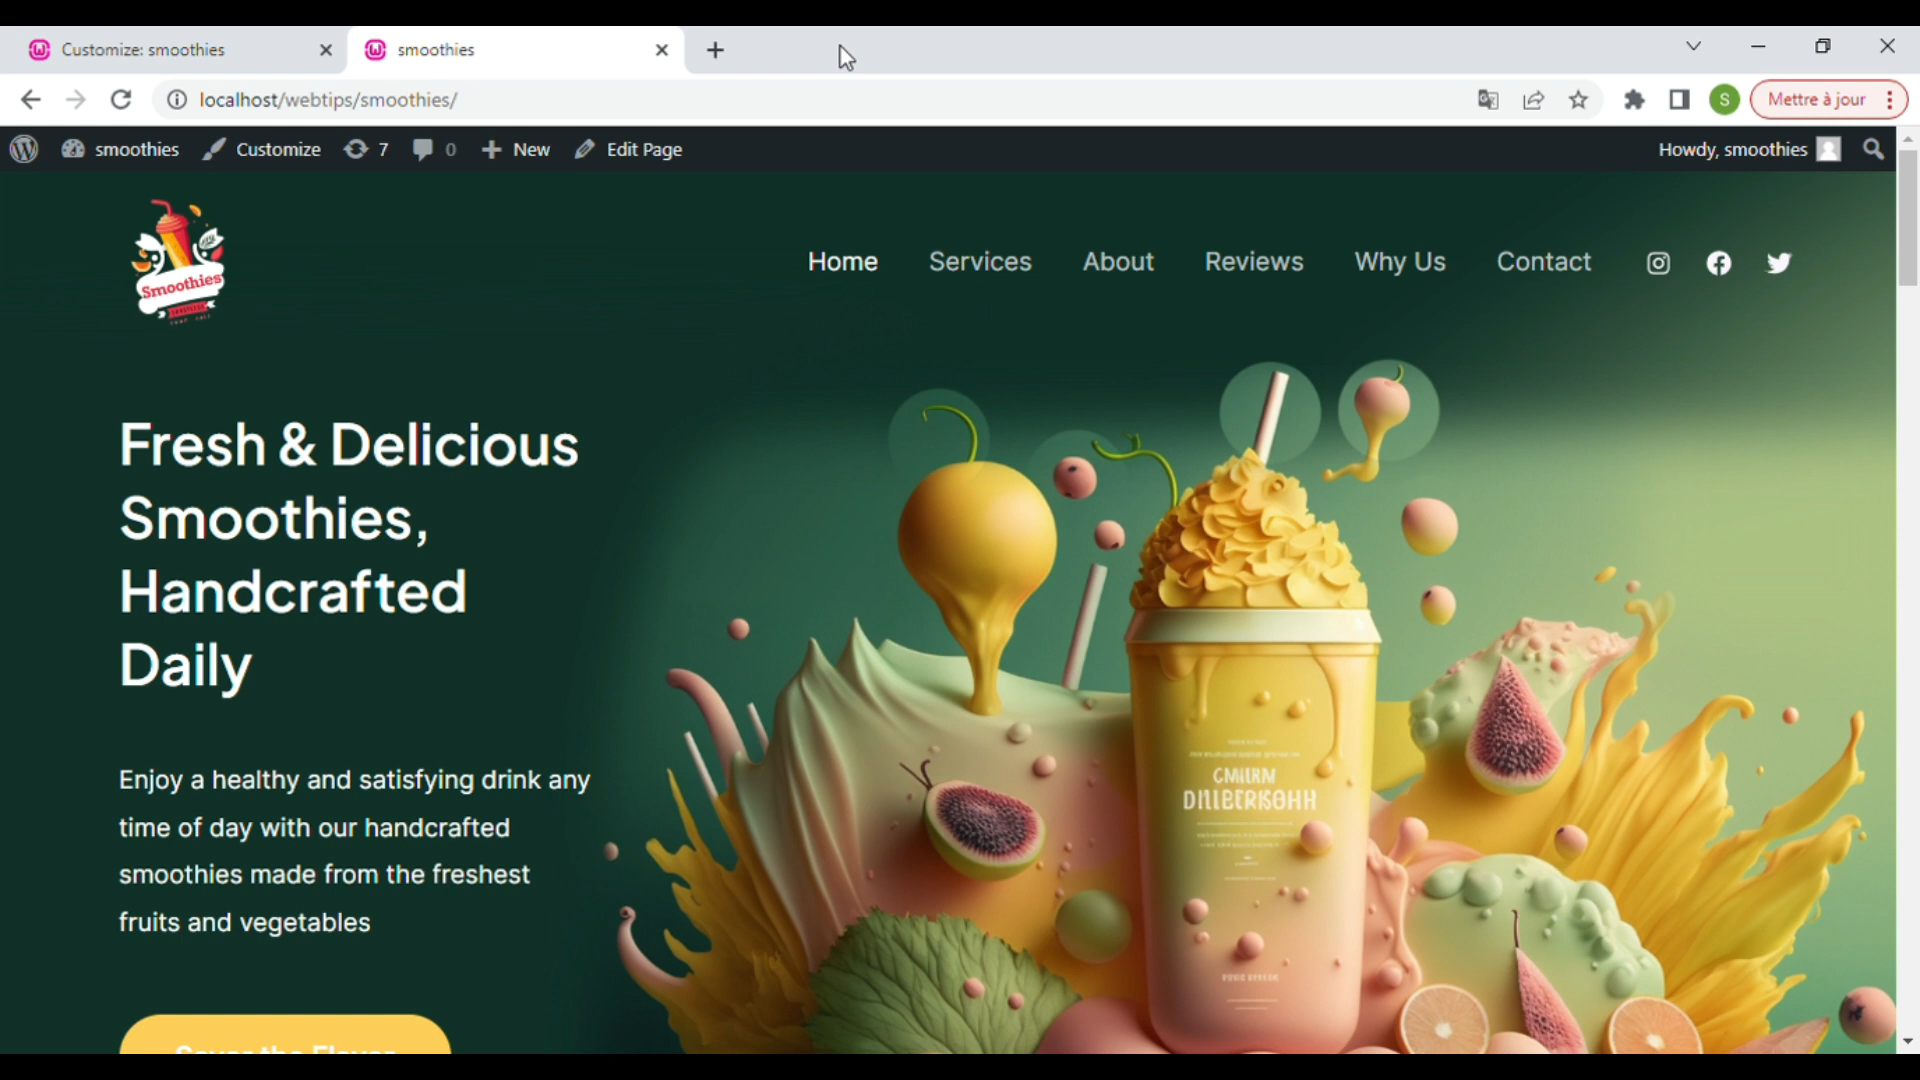 Customize: smoothies
smoothies
localhost/webtips/smoothies/
S
Mettre à jour
smoothies
Customize
7
0
New
Edit Page
Howdy, smoothies
Smoothies
Home
Services
About
Reviews
Why Us
Contact
Fresh & Delicious
Smoothies,
Handcrafted
Daily
Enjoy a healthy and satisfying drink any
time of day with our handcrafted
smoothies made from the freshest
fruits and vegetables